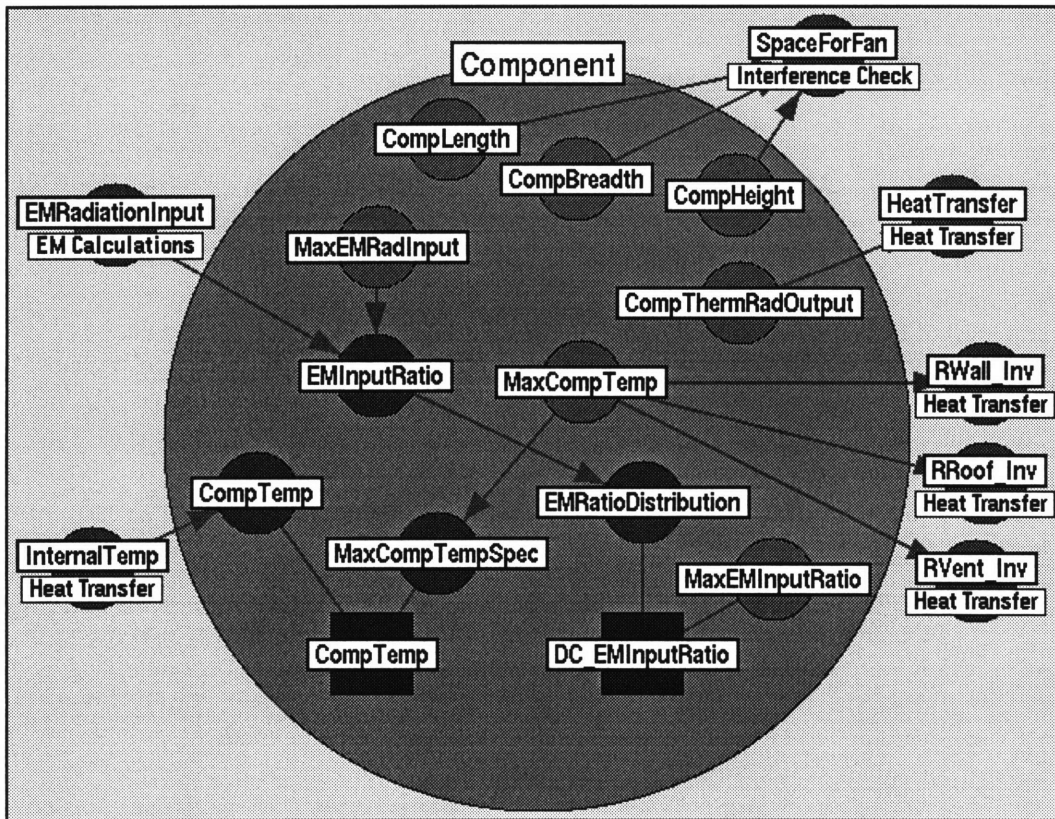 SpaceForFan
Component
Interference Check
CompLength
CompBreadth
CompHeight
EMRadiationInput
EM Calculations
HeatTransfer
Heat Transfer
MaxEMRadInput
CompThermRadOutput
EMInputRatio
MaxCompTemp
RWall_Inv
Heat Transfer
CompTemp
EMRatioDistribution
RRoof_Inv
Heat Transfer
InternalTemp
Heat Transfer
MaxCompTempSpec
MaxEMInputRatio
RVent_Inv
Heat Transfer
CompTemp
DC_EMInputRatio